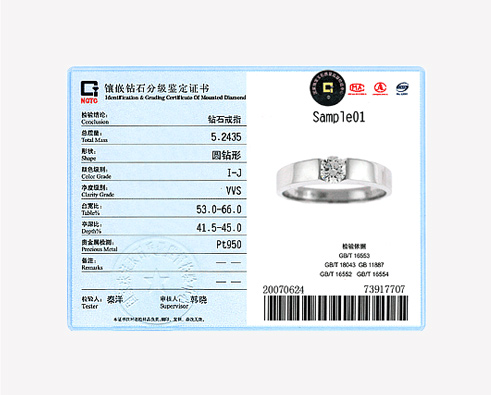 NGTC
镶嵌钻石分级鉴定证书
Identification & Grading Certificate Of Mounted Diamond
检验结论:
Conclusion
钻石戒指
总质量:
Total Mass
5.2435
形状:
Shape
圆钻形
颜色级别:
Color Grade
I-J
净度级别:
Clarity Grade
VVS
台宽比:
Table%
53.0-66.0
亭深比:
Depth%
41.5-45.0
贵金属检测:
Precious Metal
Pt950
备注:
Remarks
— —
— —
检验人: 秦洋
Tester
审核人: 韩晓
Supervisor
Sample01
检验依据
GB/T 16553
GB/T 18043 GB 11887
GB/T 16552 GB/T 16554
20070624
73917707